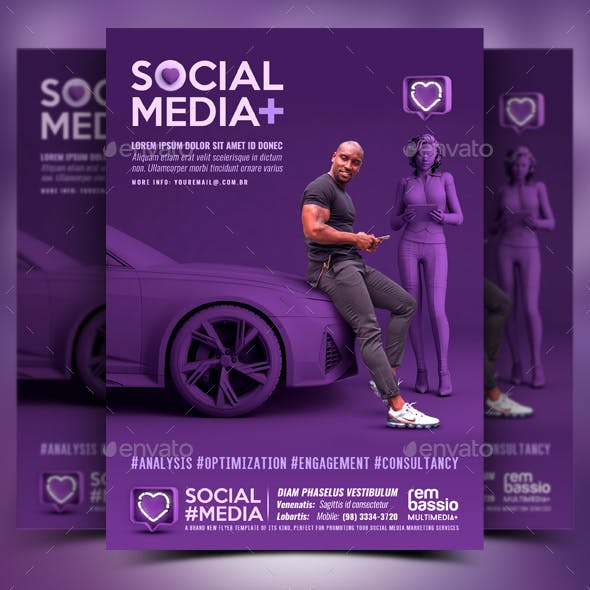 SOCIAL
MEDIA+
LOREM IPSUM DOLOR SIT AMET ID DONEC
Aliquam etiam velit scelerisque in dictum
non. Ullamcorper morbi tincidunt ornare varius
MORE INFO: YOUREMAIL@.COM.BR
envato
envato
envato
envato
#ANALYSIS #OPTIMIZATION #ENGAGEMENT #CONSULTANCY
SOCIAL
#MEDIA
DIAM PHASELUS VESTIBULUM
Venenatis: Sagittis id consectetur
Lobortis: Mobile: (98) 3334-3720
A BRAND NEW FLYER TEMPLATE OF ITS KIND, PERFECT FOR PROMOTING YOUR SOCIAL MEDIA MARKETING SERVICES
rem
bassio
MULTIMEDIA+